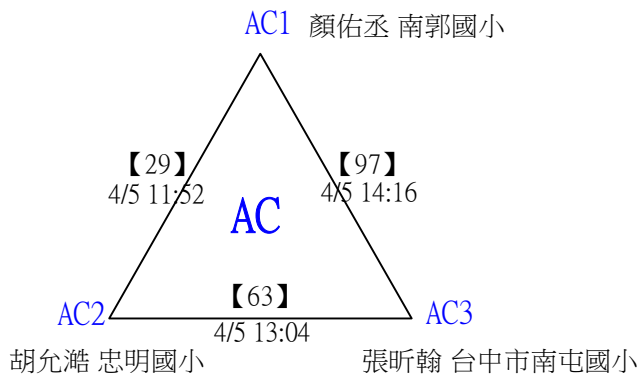 AC1 顏佑丞 南郭國小
【29】
4/5 11:52
【97】
4/5 14:16
AC
【63】
4/5 13:04
AC2
AC3
胡允澔 忠明國小
張昕翰 台中市南屯國小